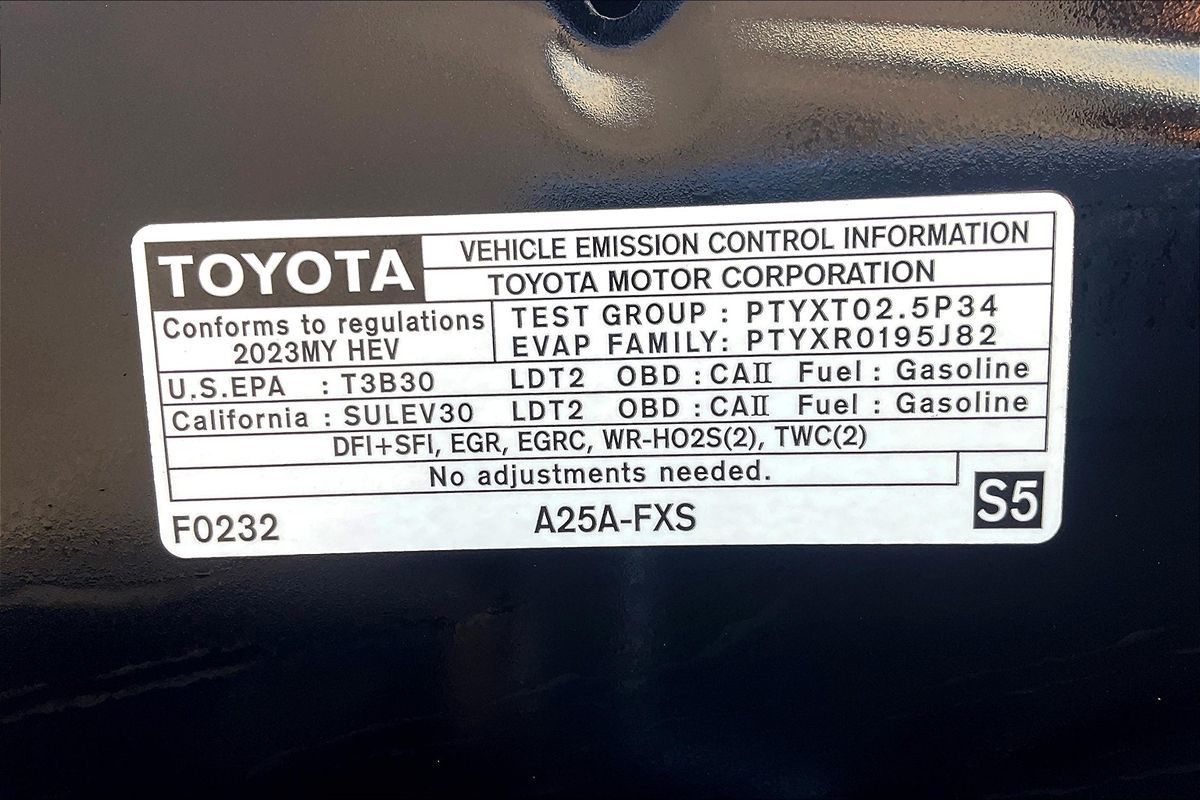 TOYOTA
VEHICLE EMISSION CONTROL INFORMATION
TOYOTA MOTOR CORPORATION
Conforms to regulations
2023MY HEV
TEST GROUP : PTYXT02.5P34
EVAP FAMILY: PTYXR0195J82
U.S.EPA : T3B30 LDT2 OBD : CAII Fuel : Gasoline
California : SULEV30 LDT2 OBD : CAII Fuel : Gasoline
DFI+SFI, EGR, EGRC, WR-HO2S(2), TWC(2)
No adjustments needed.
F0232 A25A-FXS S5